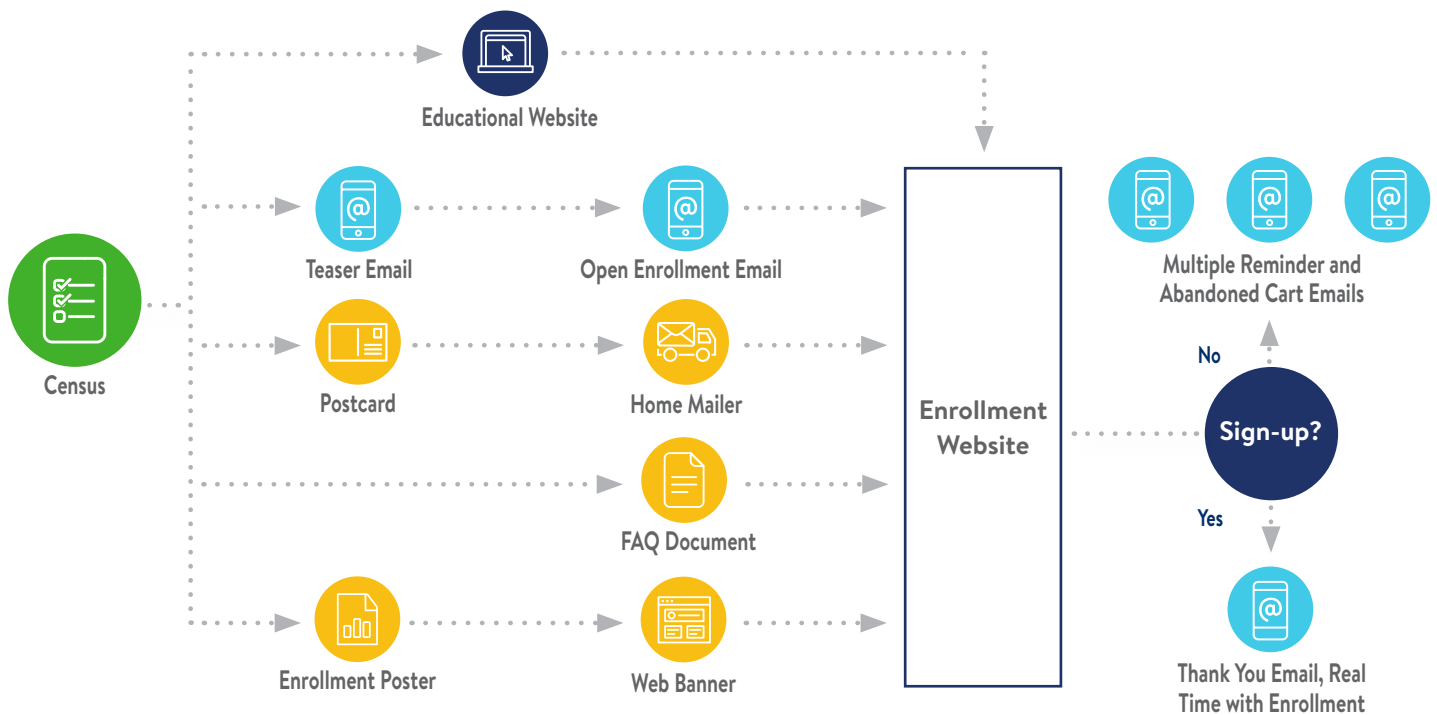 Educational Website
Teaser Email
Open Enrollment Email
Census
Postcard
Home Mailer
FAQ Document
Enrollment Poster
Web Banner
Enrollment
Website
Multiple Reminder and
Abandoned Cart Emails
No
Sign-up?
Yes
Thank You Email, Real
Time with Enrollment